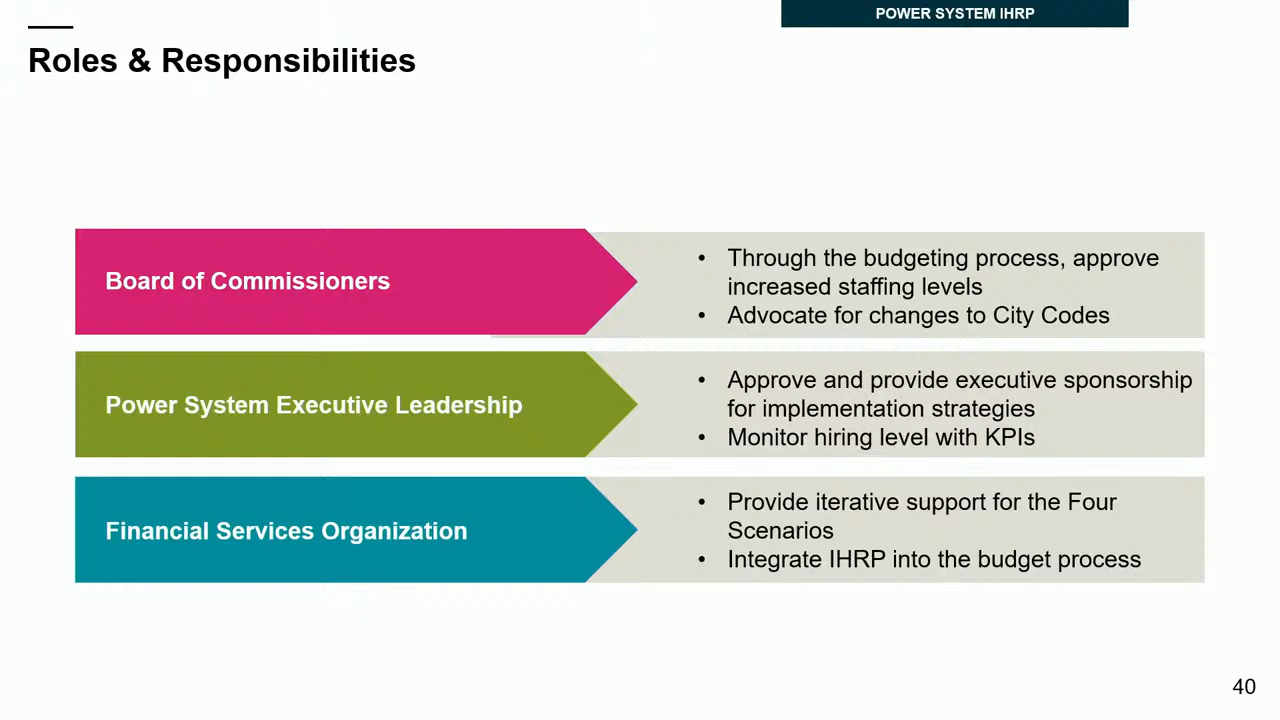 POWER SYSTEM IHRP
Roles & Responsibilities
Board of Commissioners
• Through the budgeting process, approve
increased staffing levels
• Advocate for changes to City Codes
Power System Executive Leadership
• Approve and provide executive sponsorship
for implementation strategies
• Monitor hiring level with KPIs
Financial Services Organization
• Provide iterative support for the Four
Scenarios
• Integrate IHRP into the budget process
40